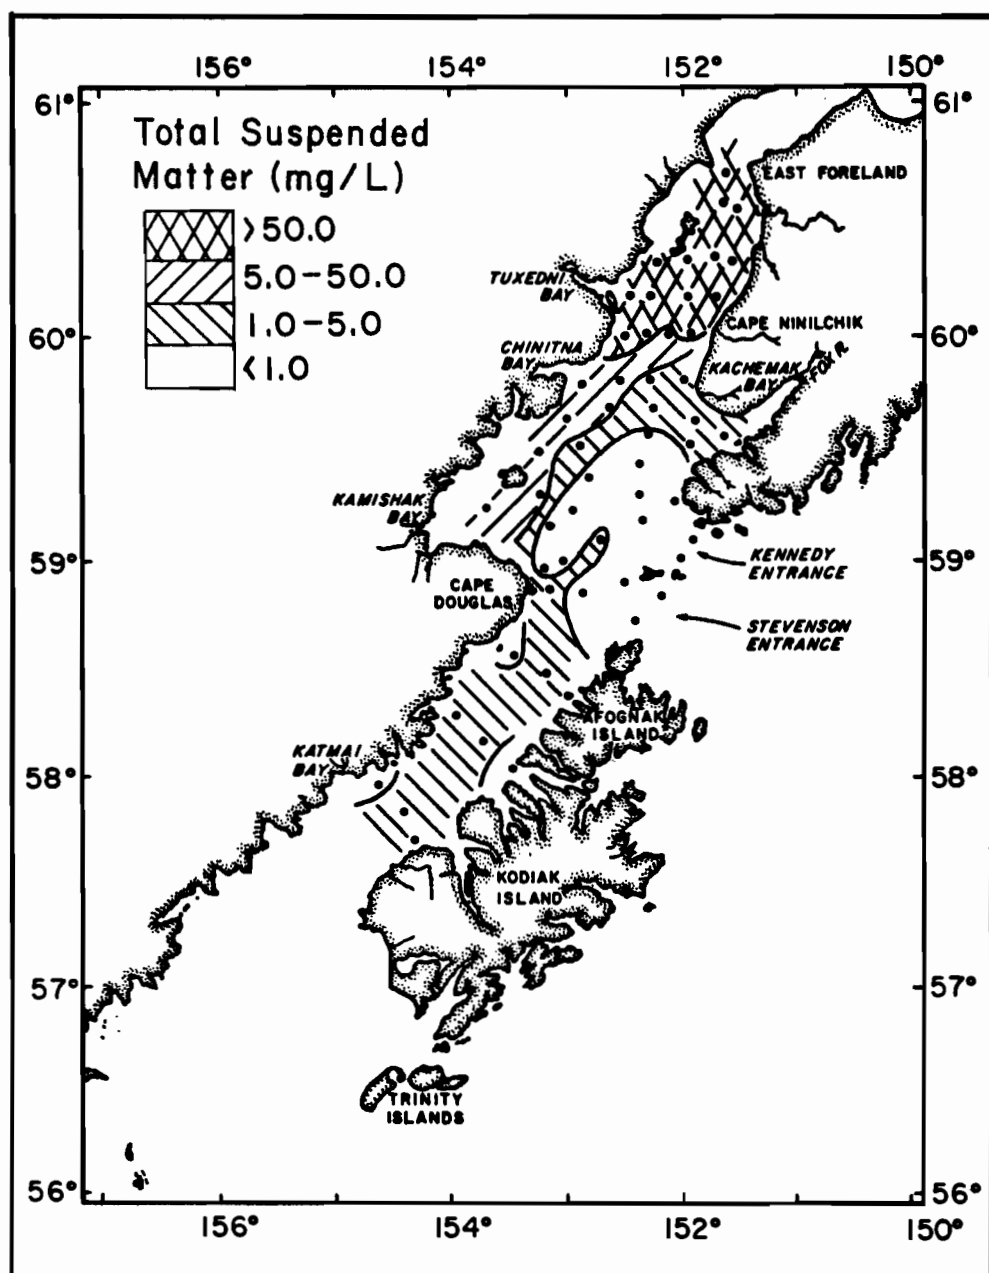 156°
154°
152°
150°
61°
61°
Total Suspended
Matter (mg/L)
>50.0
5.0-50.0
1.0-5.0
<1.0
EAST FORELAND
TUXEDNI
BAY
CAPE NINILCHIK
60°
60°
CHINITNA
BAY
KACHEMAK
BAY
FOX R.
KAMISHAK
BAY
59°
59°
KENNEDY
ENTRANCE
CAPE
DOUGLAS
STEVENSON
ENTRANCE
AFOGNAK
ISLAND
KATMAI
BAY
58°
58°
KODIAK
ISLAND
57°
57°
TRINITY
ISLANDS
56°
56°
156°
154°
152°
150°